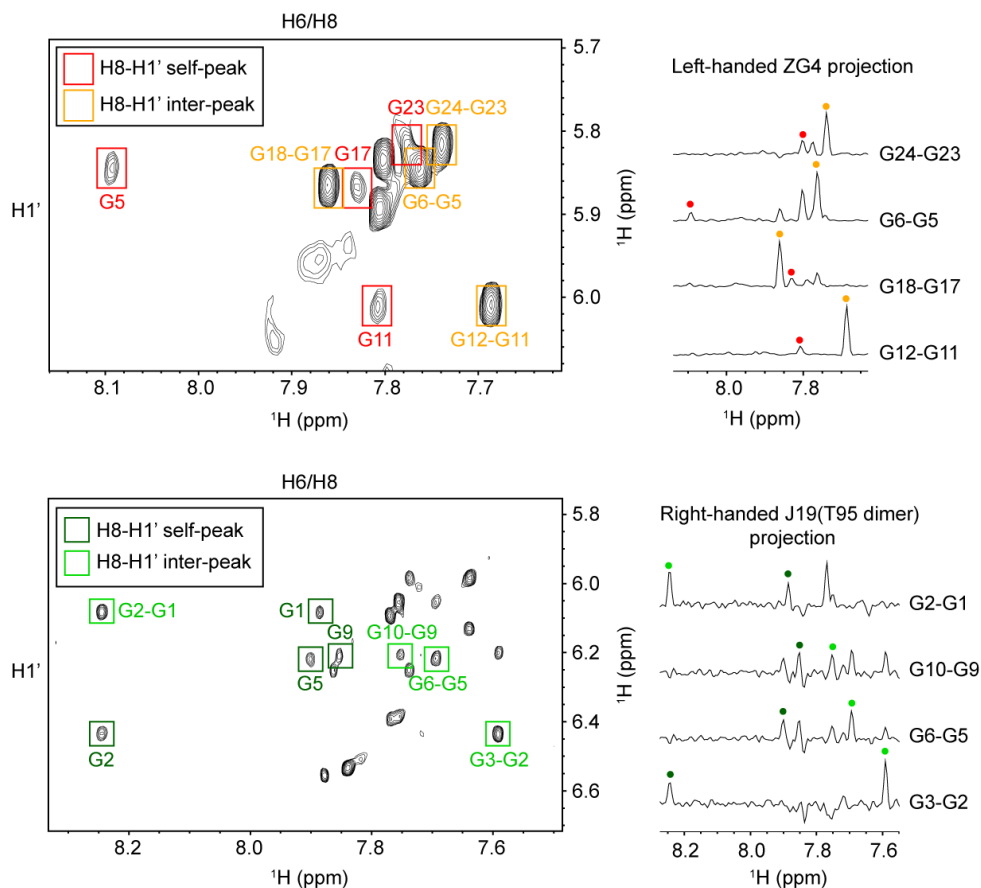 H6/H8
H8-H1' self-peak
H8-H1' inter-peak
G23
G24-G23
G18-G17
G17
G5
G6-G5
G11
G12-G11
H1'
5.7
5.8
5.9
6.0
¹H (ppm)
8.1
8.0
7.9
7.8
7.7
¹H (ppm)
Left-handed ZG4 projection
G24-G23
G6-G5
G18-G17
G12-G11
8.0
7.8
¹H (ppm)
H6/H8
H8-H1' self-peak
H8-H1' inter-peak
G2-G1
G1
G9
G10-G9
G5
G6-G5
G2
G3-G2
H1'
5.8
6.0
6.2
6.4
6.6
¹H (ppm)
8.2
8.0
7.8
7.6
¹H (ppm)
Right-handed J19(T95 dimer)
projection
G2-G1
G10-G9
G6-G5
G3-G2
8.2
8.0
7.8
7.6
¹H (ppm)